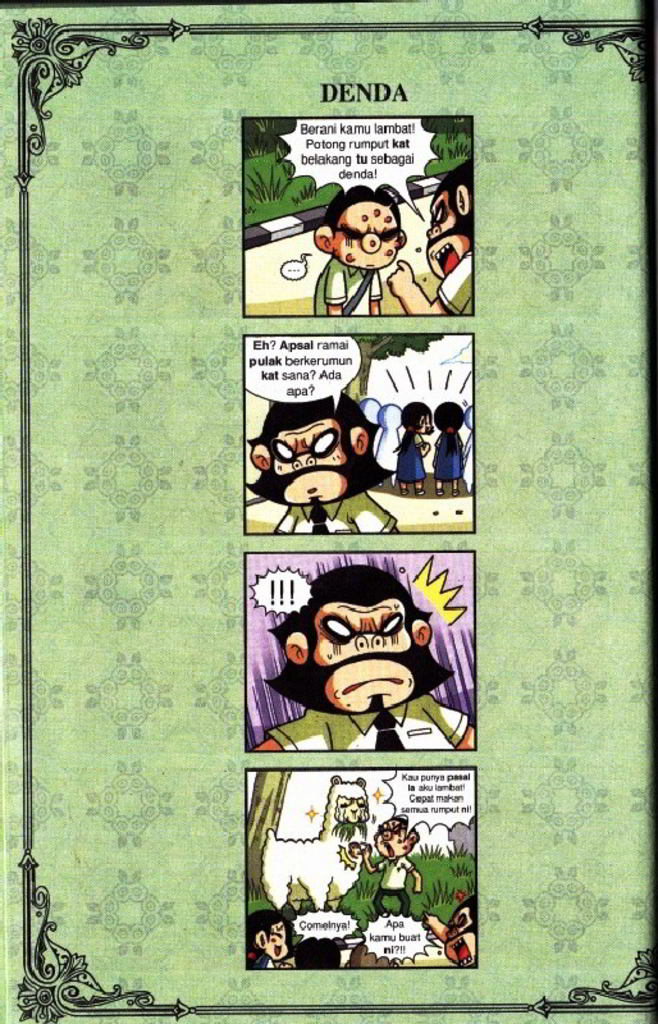 DENDA
Berani kamu lambat!
Potong rumput kat
belakang tu sebagai
denda!
...
Eh? Apsal ramai
pulak berkerumun
kat sana? Ada
apa?
!!!
Kau punya pasal
la aku lambat!
Cepat makan
semua rumput ni!
Comelnya!
Apa
kamu buat
ni?!!